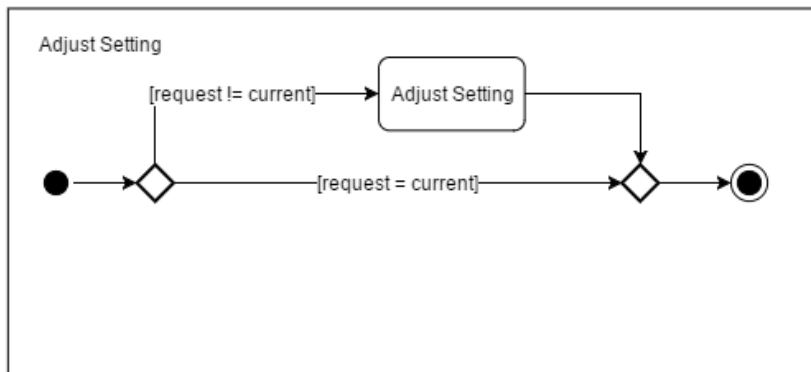 Adjust Setting
[request != current]
Adjust Setting
[request = current]